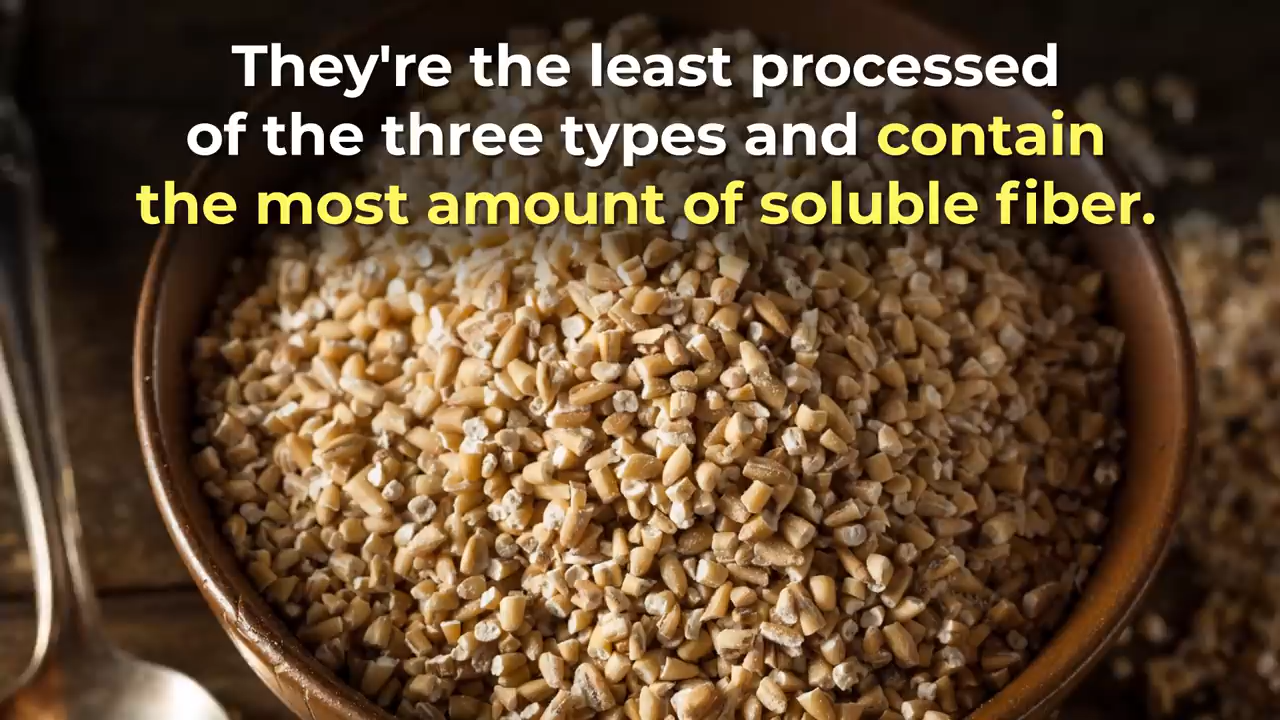 They're the least processed
of the three types and contain
the most amount of soluble fiber.